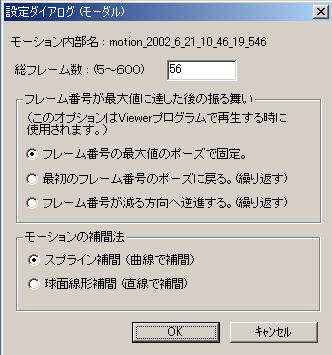 設定ダイアログ (モーダル)
モーション内部名 : motion_2002_6_21_10_46_19_546
総フレーム数 : (5～600) 56
フレーム番号が最大値に達した後の振る舞い
(このオプションはViewerプログラムで再生する時に
使用されます。)
フレーム番号の最大値のポーズで固定。
最初のフレーム番号のポーズに戻る。(繰り返す)
フレーム番号が減る方向へ逆進する。(繰り返す)
モーションの補間法
スプライン補間 (曲線で補間)
球面線形補間 (直線で補間)
OK
キャンセル